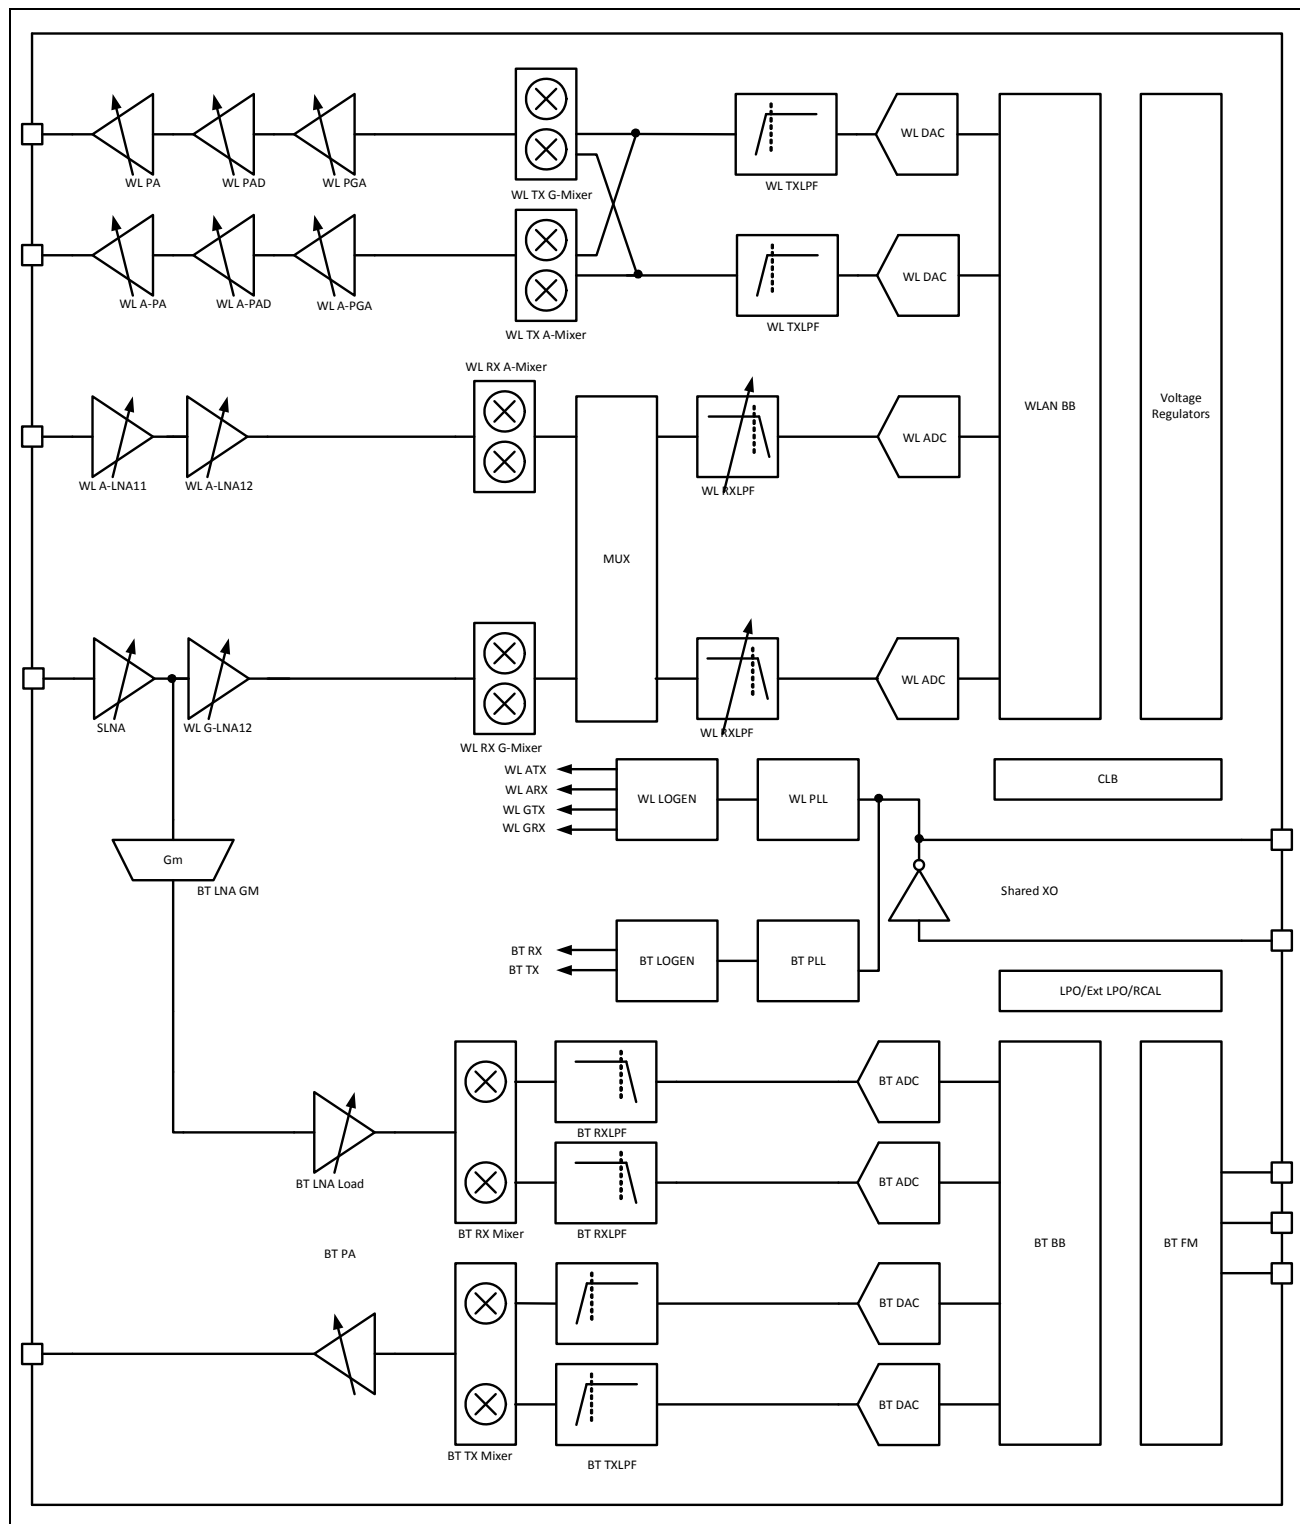 WL PA
WL PAD
WL PGA
WL TX G-Mixer
WL TXLPF
WL DAC
WL A-PA
WL A-PAD
WL A-PGA
WL TX A-Mixer
WL TXLPF
WL DAC
WLAN BB
Voltage
Regulators
WL RX A-Mixer
WL A-LNA11
WL A-LNA12
WL RXLPF
WL ADC
MUX
SLNA
WL G-LNA12
WL RX G-Mixer
WL RXLPF
WL ADC
WL ATX
WL ARX
WL GTX
WL GRX
WL LOGEN
WL PLL
CLB
Gm
BT LNA GM
Shared XO
BT RX
BT TX
BT LOGEN
BT PLL
LPO/Ext LPO/RCAL
BT LNA Load
BT RX Mixer
BT RXLPF
BT ADC
BT RXLPF
BT ADC
BT BB
BT FM
BT PA
BT TX Mixer
BT DAC
BT TXLPF
BT DAC